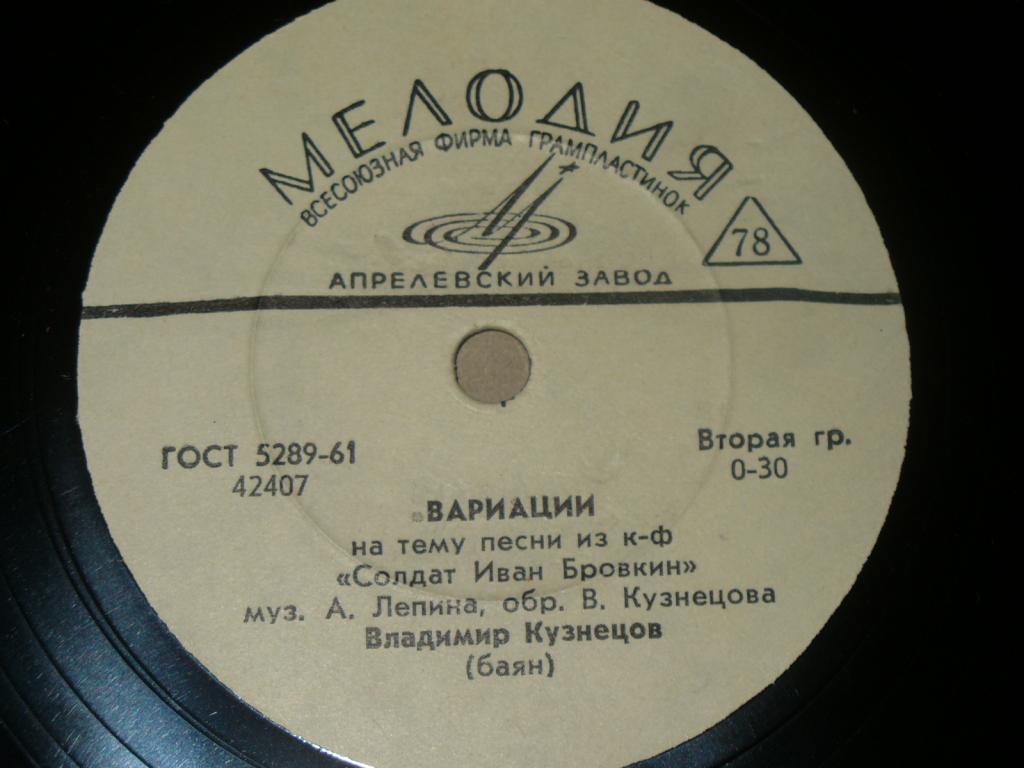 МЕЛОДИЯ
ВСЕСОЮЗНАЯ ФИРМА ГРАМПЛАСТИНОК
78
АПРЕЛЕВСКИЙ ЗАВОД
ГОСТ 5289-61
42407
Вторая гр.
0-30
ВАРИАЦИИ
на тему песни из к-ф
«Солдат Иван Бровкин»
муз. А. Лепина, обр. В. Кузнецова
Владимир Кузнецов
(баян)